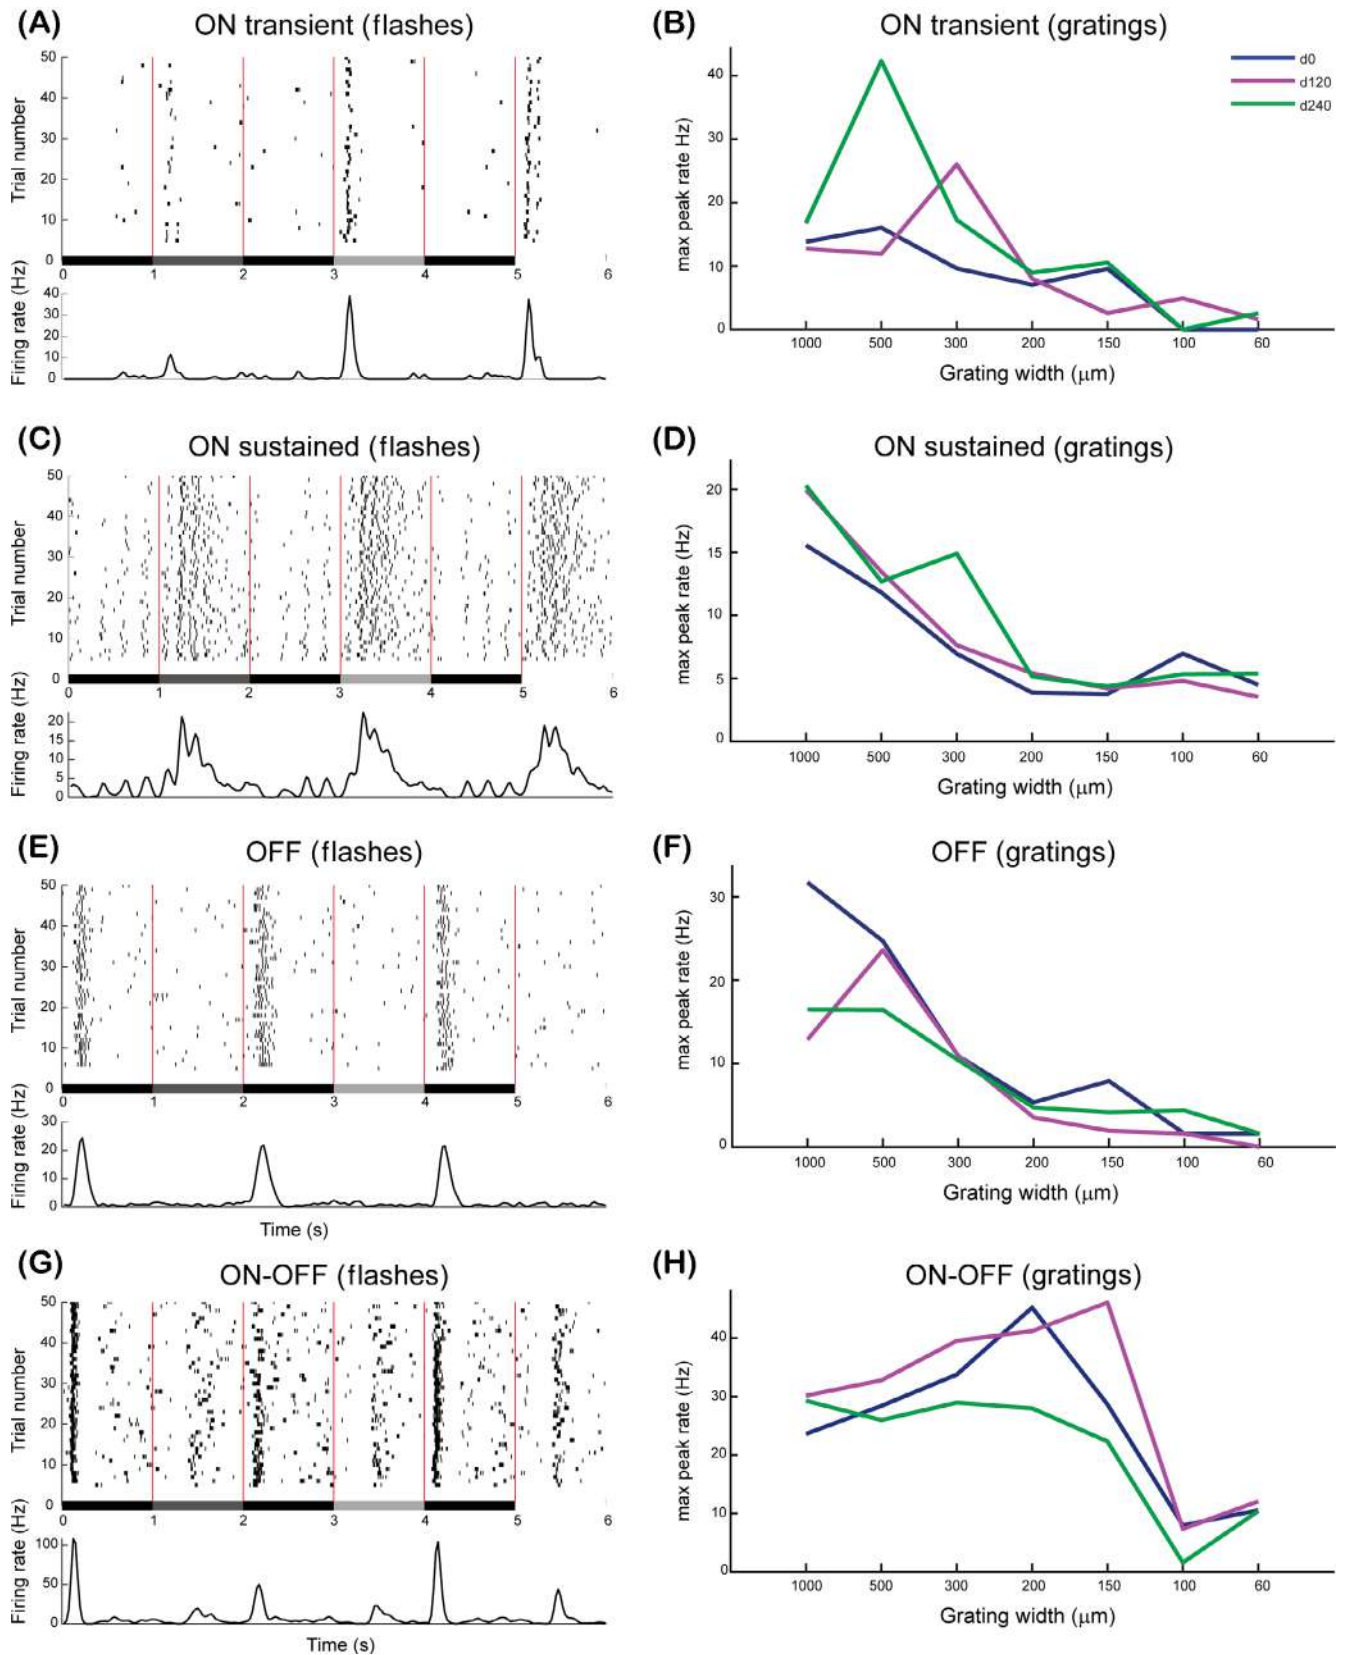 (A) ON transient (flashes)
50
40
30
20
10
0
Trial number
0 1 2 3 4 5 6
Firing rate (Hz)
40
30
20
10
0
(B) ON transient (gratings)
d0
d120
d240
max peak rate Hz)
40
30
20
10
0
1000 500 300 200 150 100 60
Grating width (μm)
(C) ON sustained (flashes)
50
40
30
20
10
0
Trial number
0 1 2 3 4 5 6
Firing rate (Hz)
20
15
10
5
0
(D) ON sustained (gratings)
max peak rate (Hz)
20
15
10
5
0
1000 500 300 200 150 100 60
Grating width (μm)
(E) OFF (flashes)
50
40
30
20
10
0
Trial number
0 1 2 3 4 5 6
Firing rate (Hz)
30
20
10
0
Time (s)
(F) OFF (gratings)
max peak rate (Hz)
30
20
10
0
1000 500 300 200 150 100 60
Grating width (μm)
(G) ON-OFF (flashes)
50
40
30
20
10
0
Trial number
0 1 2 3 4 5 6
Firing rate (Hz)
100
50
0
Time (s)
(H) ON-OFF (gratings)
max peak rate (Hz)
40
30
20
10
0
1000 500 300 200 150 100 60
Grating width (μm)